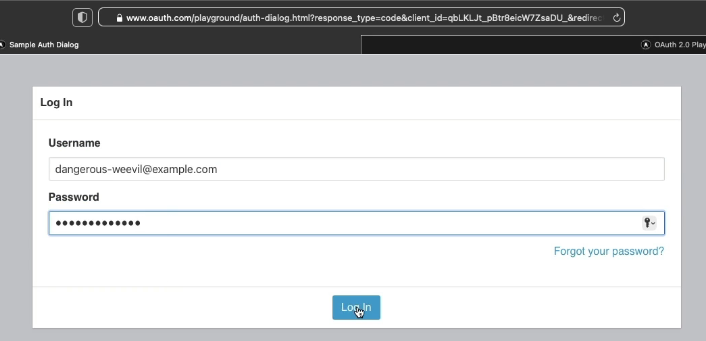 www.oauth.com/playground/auth-dialog.html?response_type=code&client_id=qbLKLJt_pBtr8eicW7ZsaDU_&redirec
Sample Auth Dialog
OAuth 2.0 Play
Log In
Username
dangerous-weevil@example.com
Password
•••••••••••••
Forgot your password?
Log In